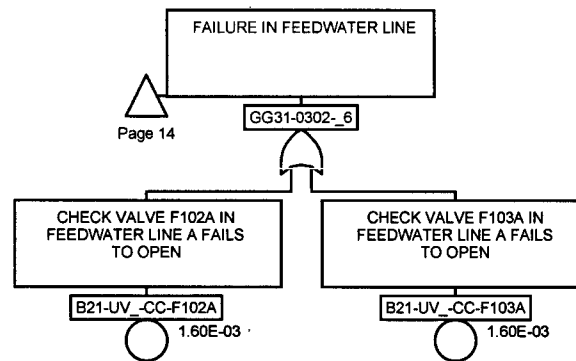 FAILURE IN FEEDWATER LINE
Page 14
GG31-0302-_6
CHECK VALVE F102A IN
FEEDWATER LINE A FAILS
TO OPEN
B21-UV_-CC-F102A
1.60E-03
CHECK VALVE F103A IN
FEEDWATER LINE A FAILS
TO OPEN
B21-UV_-CC-F103A
1.60E-03